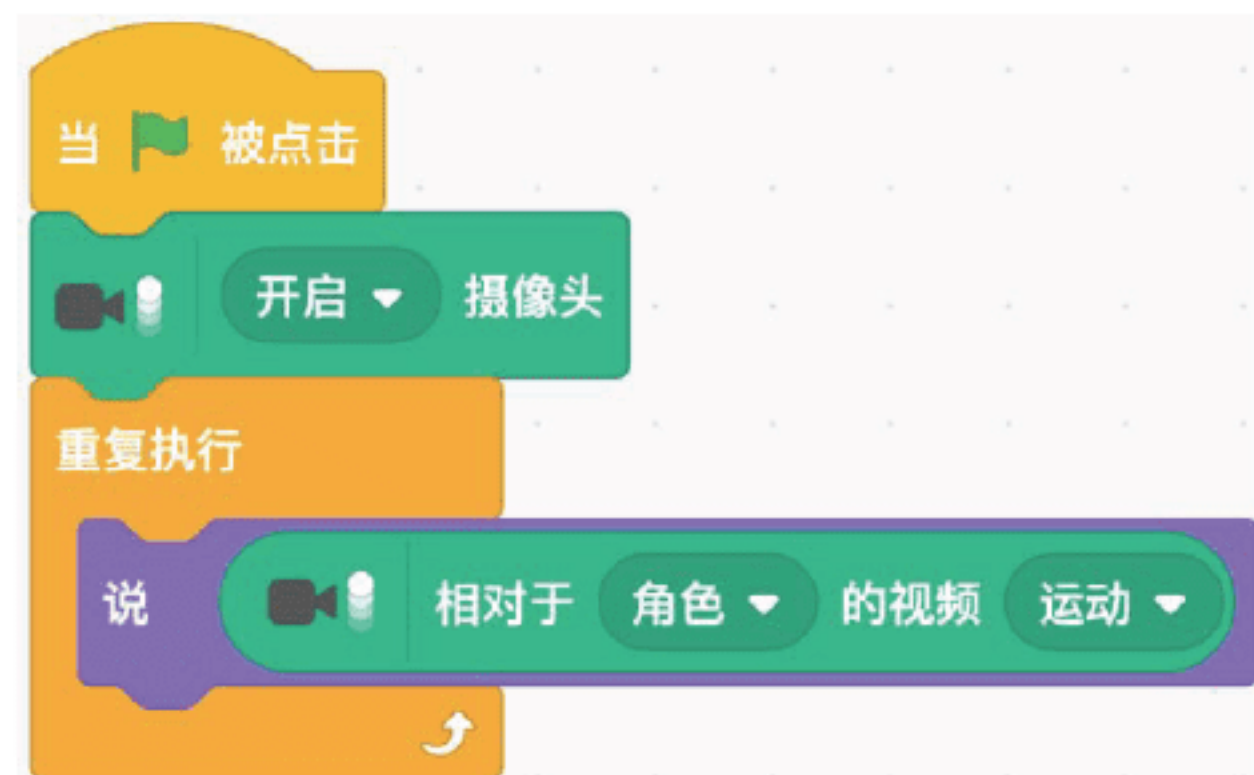 当 被点击
开启 摄像头
重复执行
说 相对于 角色 的视频 运动